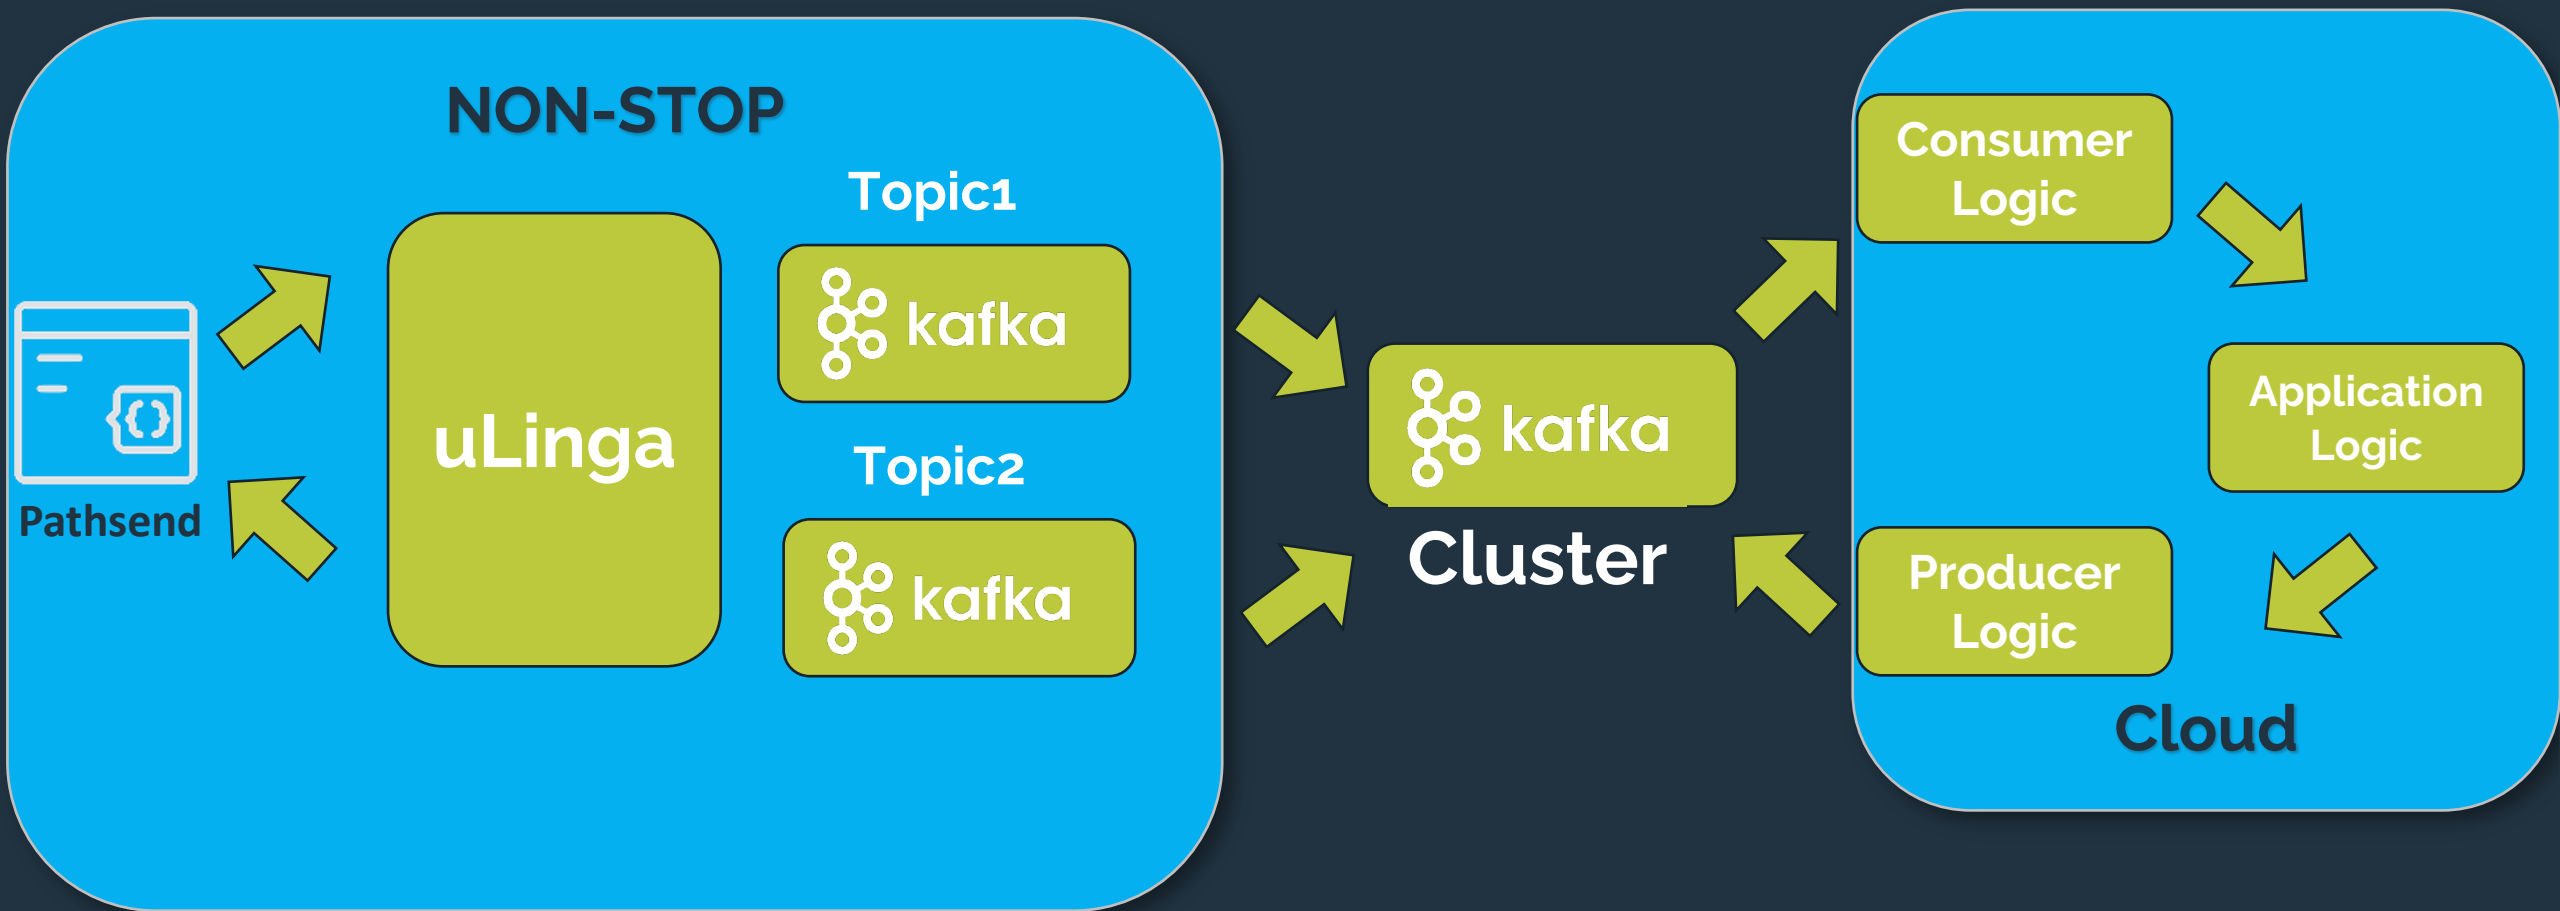 NON-STOP
Pathsend
uLinga
Topic1
kafka
Topic2
kafka
kafka
Cluster
Consumer
Logic
Application
Logic
Producer
Logic
Cloud